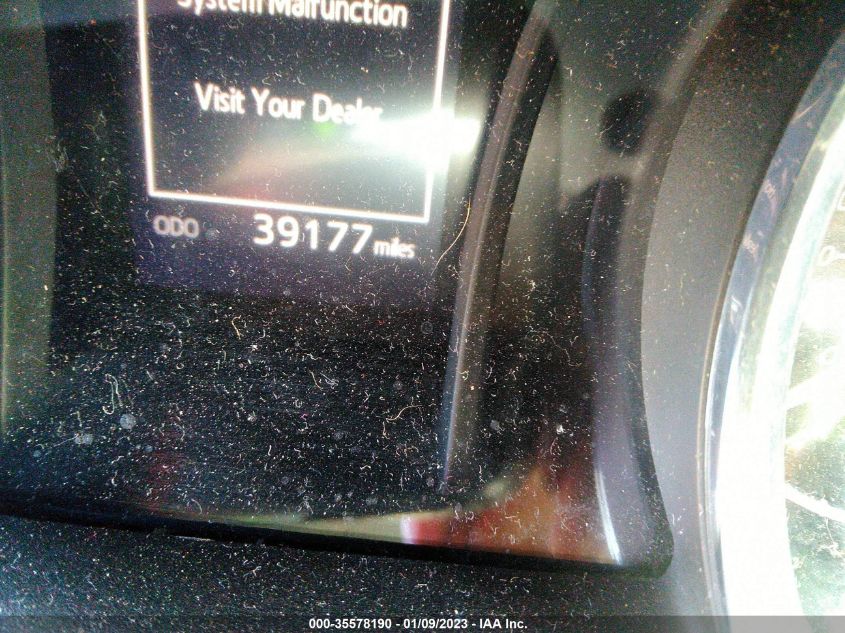 System Malfunction
Visit Your Dealer
ODO 39177 miles
000-35578190 - 01/09/2023 - IAA Inc.